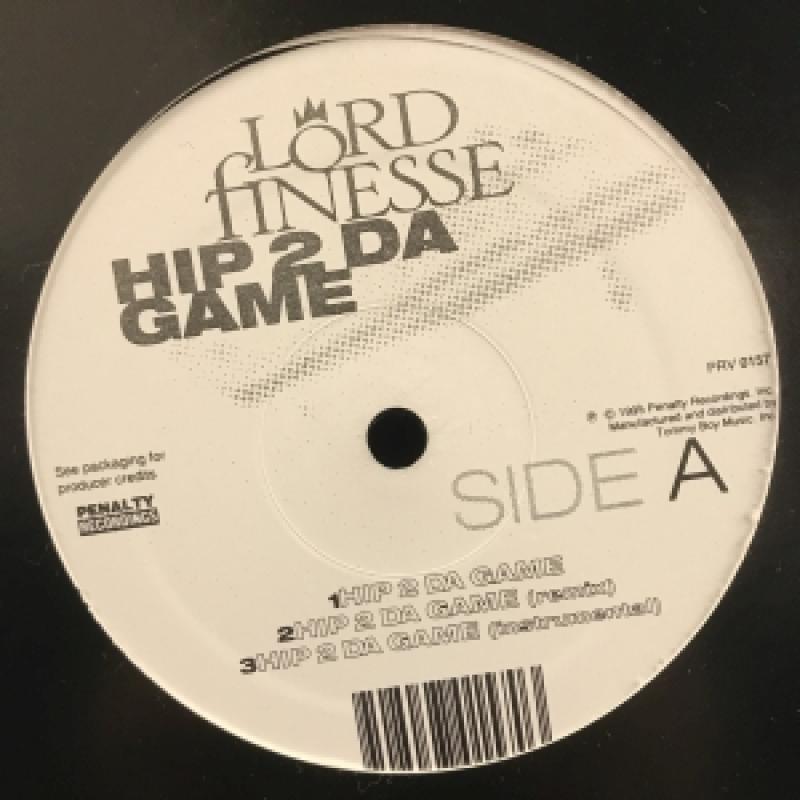 LORD
fINESSE
HIP 2 DA
GAME
PRV 0157
℗ © 1995 Penalty Recordings, Inc.
Manufactured and distributed by
Tommy Boy Music, Inc
See packaging for
producer credits
PENALTY
RECORDINGS
SIDE A
1HIP 2 DA GAME
2HIP 2 DA GAME (remix)
3HIP 2 DA GAME (instrumental)